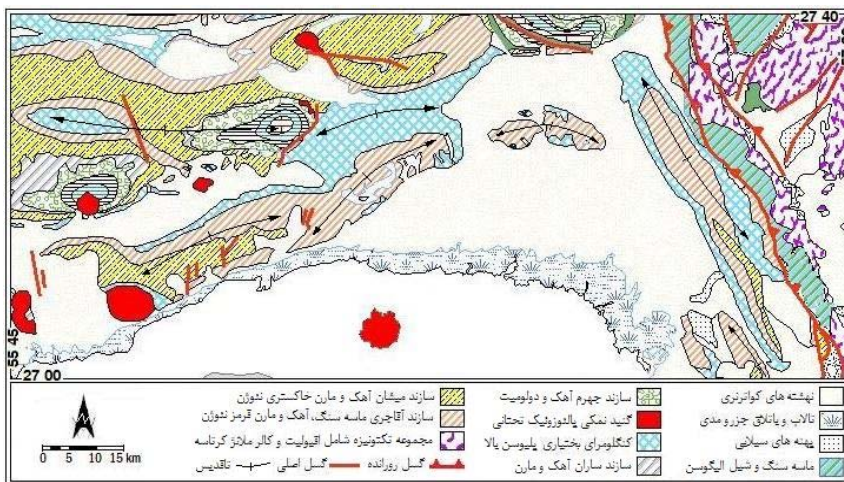 27 40
55 45
27 00
نهشته های کواترنری
سازند جهرم آهک و دولومیت
سازند میشان آهک و مارن خاکستری نئوژن
تالاب و باتلاق جزر و مدی
گنبد نمکی پالئوزوئیک تحتانی
سازند آقاجری ماسه سنگ، آهک و مارن قرمز نئوژن
پهنه های سیلابی
کنگلومرای بختیاری پلیوسن بالا
مجموعه تکتونیزه شامل افیولیت و کالر ملانژ کرتاسه
ماسه سنگ و شیل الیگوسن
سازند ساران آهک و مارن
گسل رورانده
گسل اصلی
تاقدیس
0 5 10 15 km